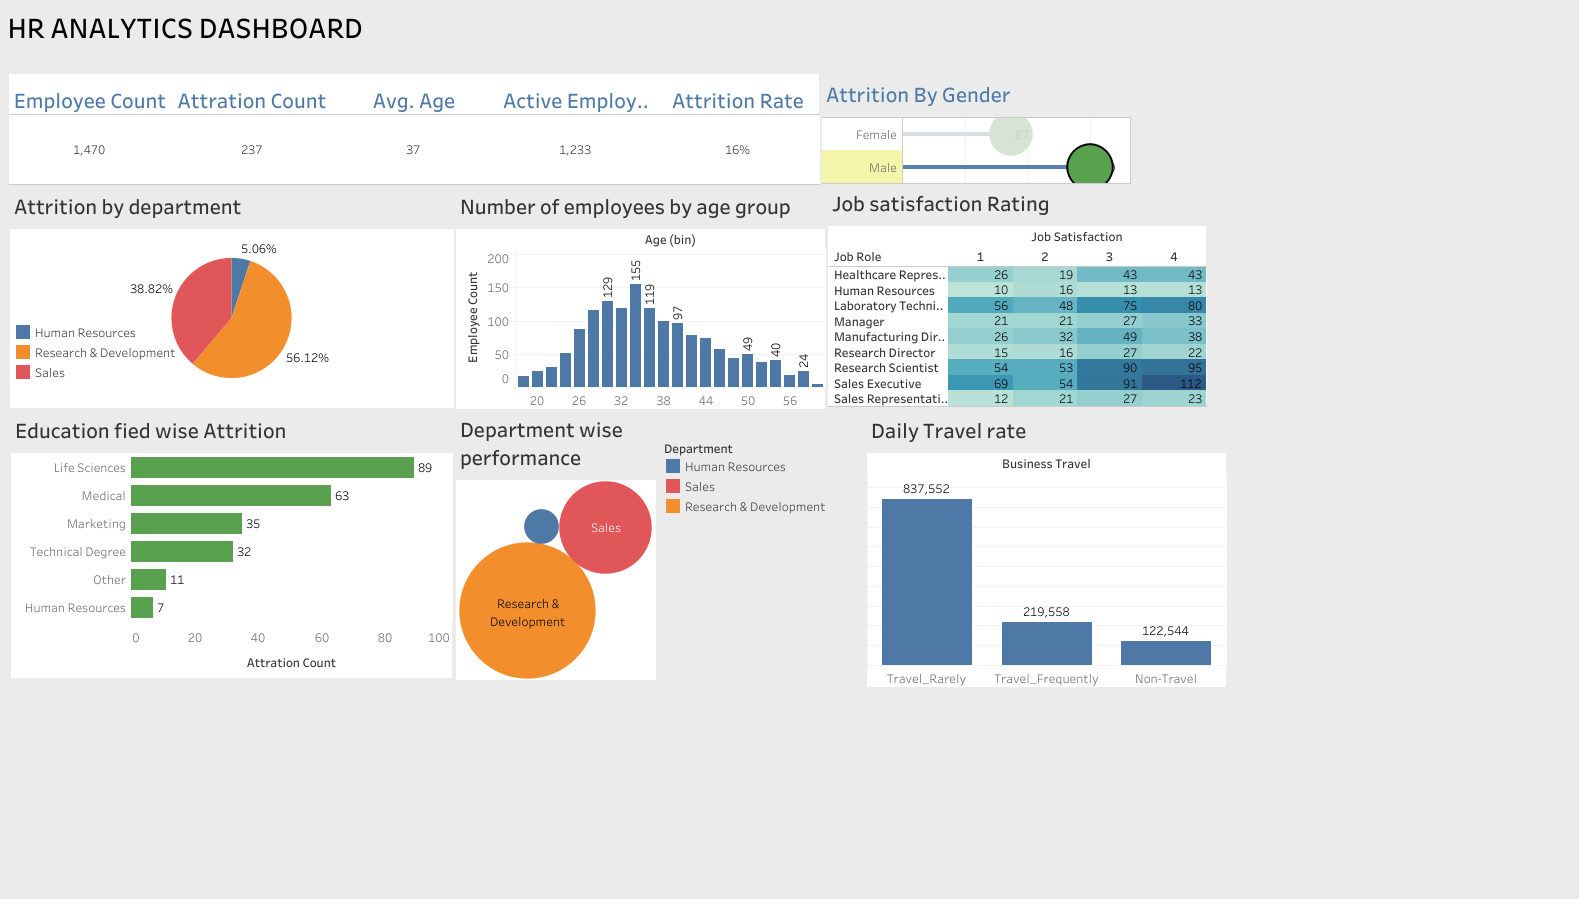 HR ANALYTICS DASHBOARD
Employee Count Attration Count Avg. Age Active Employ.. Attrition Rate
1,470 237 37 1,233 16%
Attrition By Gender
Female 87
Male
Attrition by department
5.06%
38.82%
56.12%
Human Resources
Research & Development
Sales
Number of employees by age group
Age (bin)
Employee Count
200
150
100
50
0
129
155
119
97
49
40
24
20 26 32 38 44 50 56
Job satisfaction Rating
Job Satisfaction
Job Role 1 2 3 4
Healthcare Repres.. 26 19 43 43
Human Resources 10 16 13 13
Laboratory Techni.. 56 48 75 80
Manager 21 21 27 33
Manufacturing Dir.. 26 32 49 38
Research Director 15 16 27 22
Research Scientist 54 53 90 95
Sales Executive 69 54 91 112
Sales Representati.. 12 21 27 23
Education fied wise Attrition
Life Sciences 89
Medical 63
Marketing 35
Technical Degree 32
Other 11
Human Resources 7
0 20 40 60 80 100
Attration Count
Department wise
performance
Sales
Research &
Development
Department
Human Resources
Sales
Research & Development
Daily Travel rate
Business Travel
837,552
219,558
122,544
Travel_Rarely Travel_Frequently Non-Travel